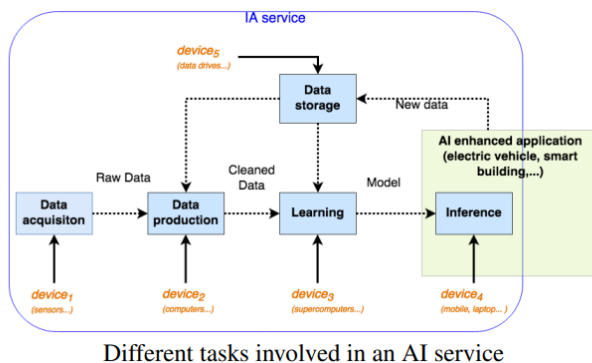 IA service
device5
(data drives...)
Data
storage
New data
AI enhanced application
(electric vehicle, smart
building,...)
Raw Data
Cleaned
Data
Model
Data
acquisiton
Data
production
Learning
Inference
device1
(sensors...)
device2
(computers...)
device3
(supercomputers...)
device4
(mobile, laptop... )
Different tasks involved in an AI service